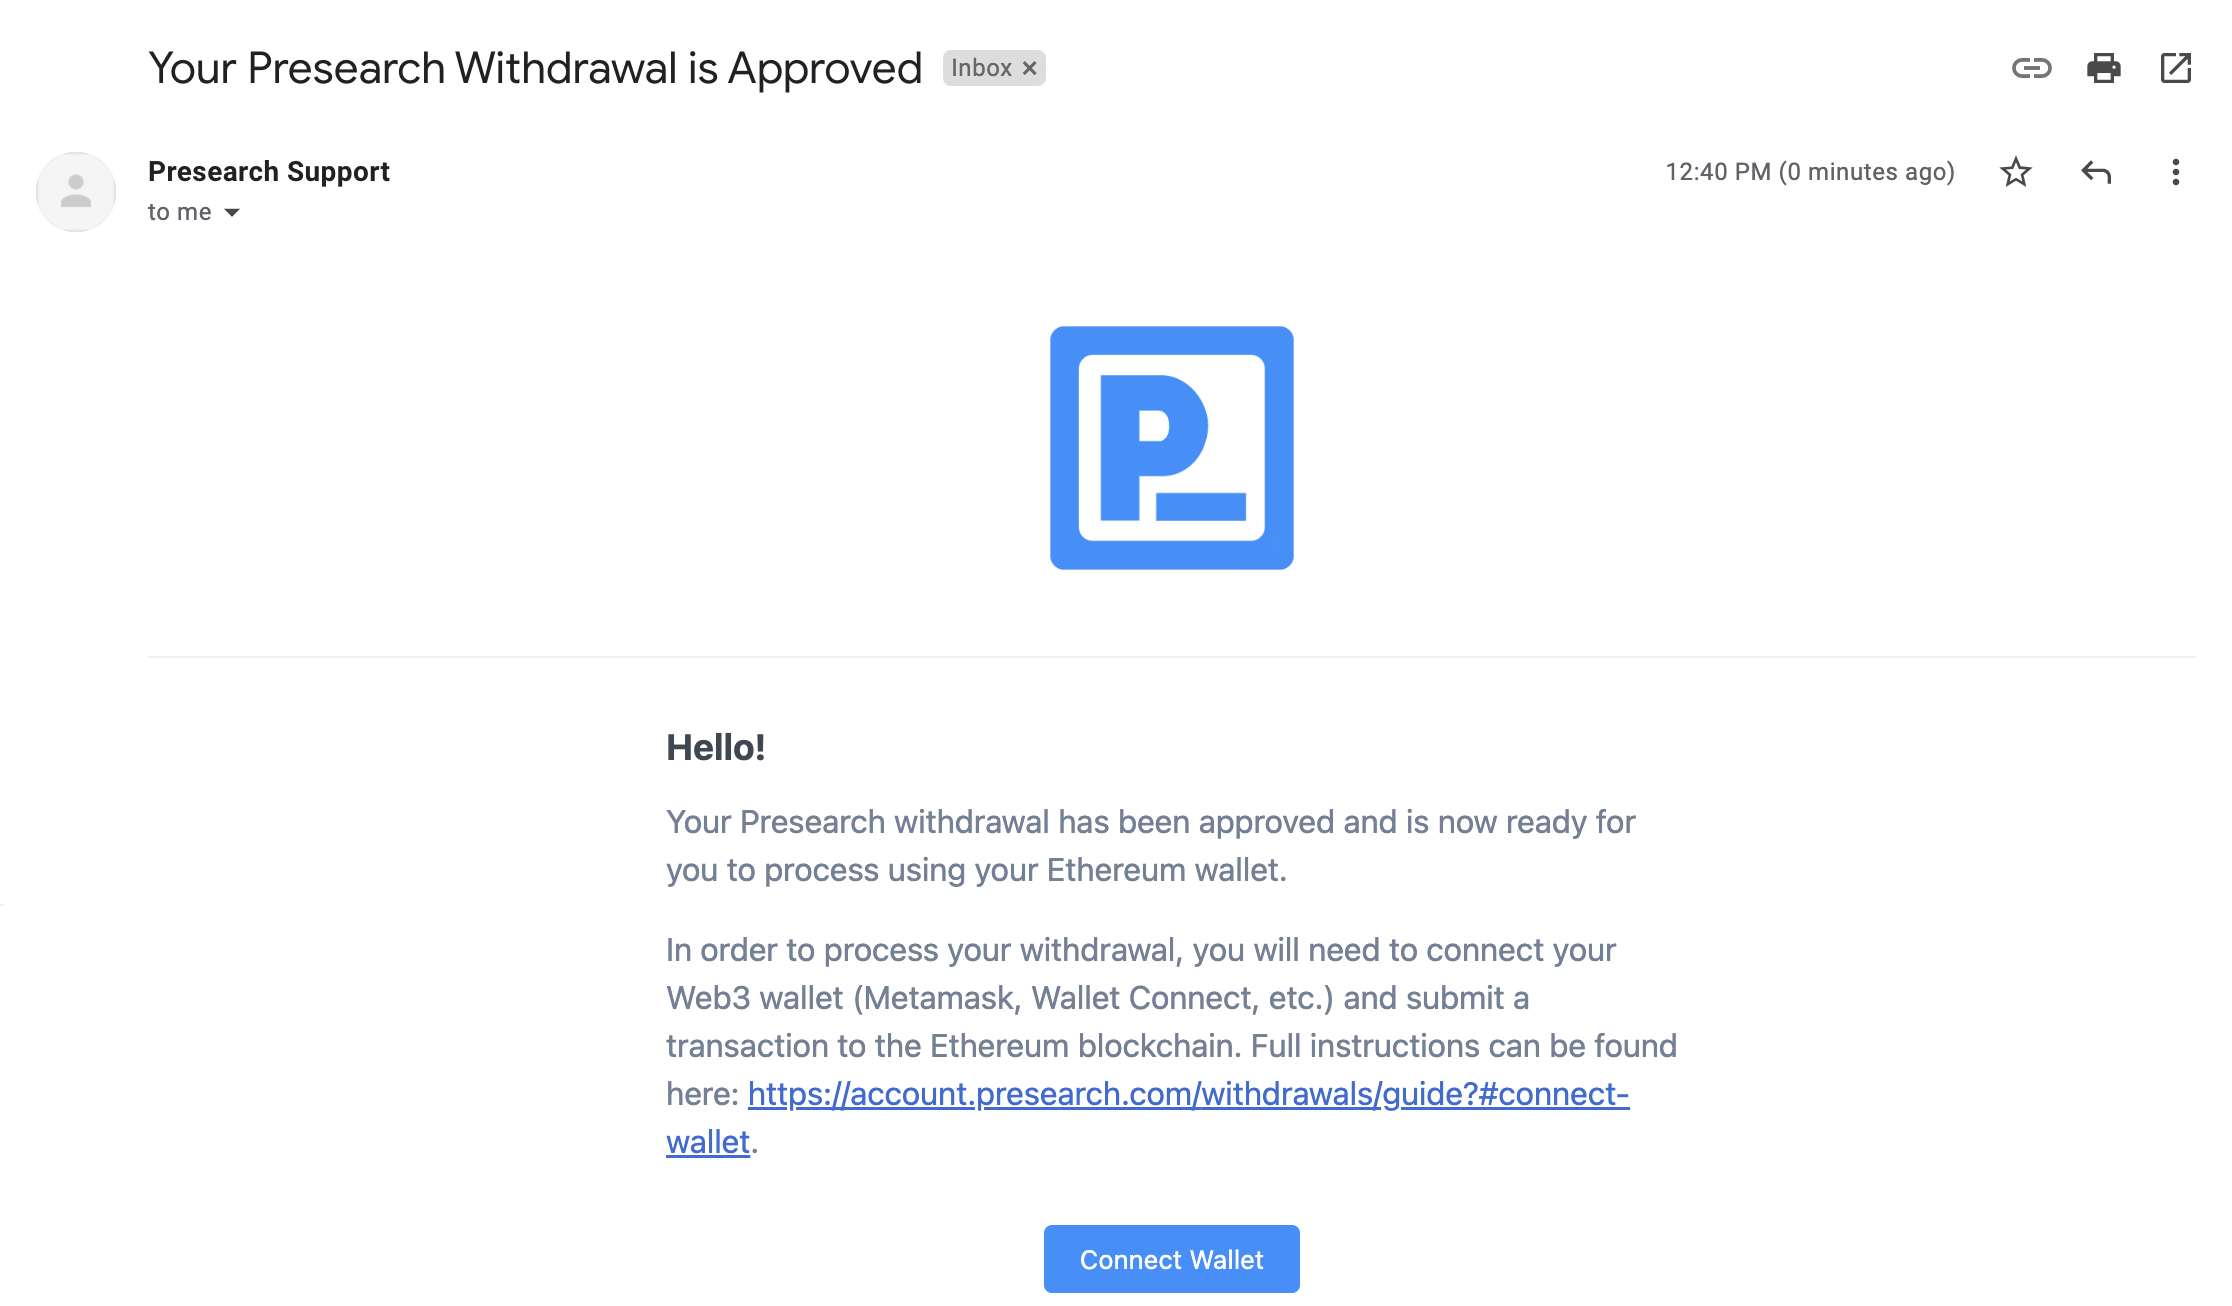 Your Presearch Withdrawal is Approved Inbox ×
Presearch Support 12:40 PM (0 minutes ago)
to me
P
Hello!
Your Presearch withdrawal has been approved and is now ready for
you to process using your Ethereum wallet.
In order to process your withdrawal, you will need to connect your
Web3 wallet (Metamask, Wallet Connect, etc.) and submit a
transaction to the Ethereum blockchain. Full instructions can be found
here: https://account.presearch.com/withdrawals/guide?#connect-
wallet.
Connect Wallet